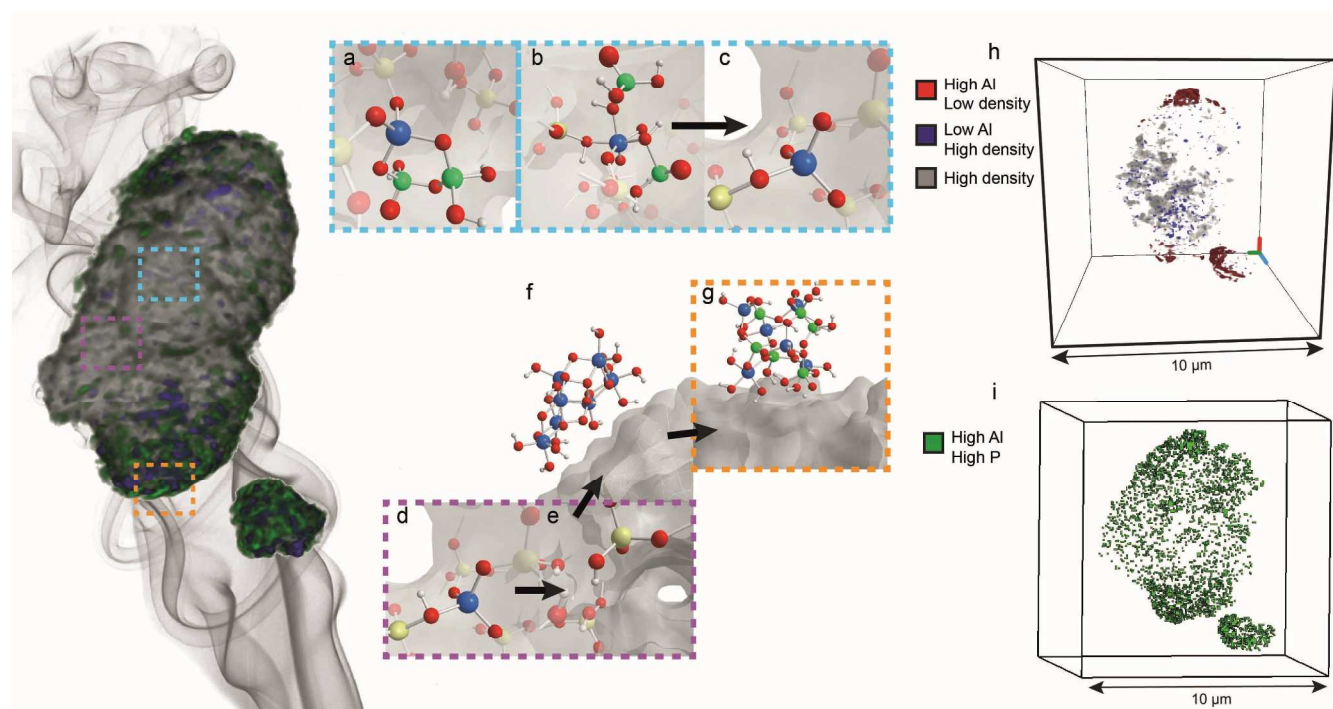 a
b
c
d
e
f
g
h
High Al
Low density
Low Al
High density
High density
10 µm
i
High Al
High P
10 µm